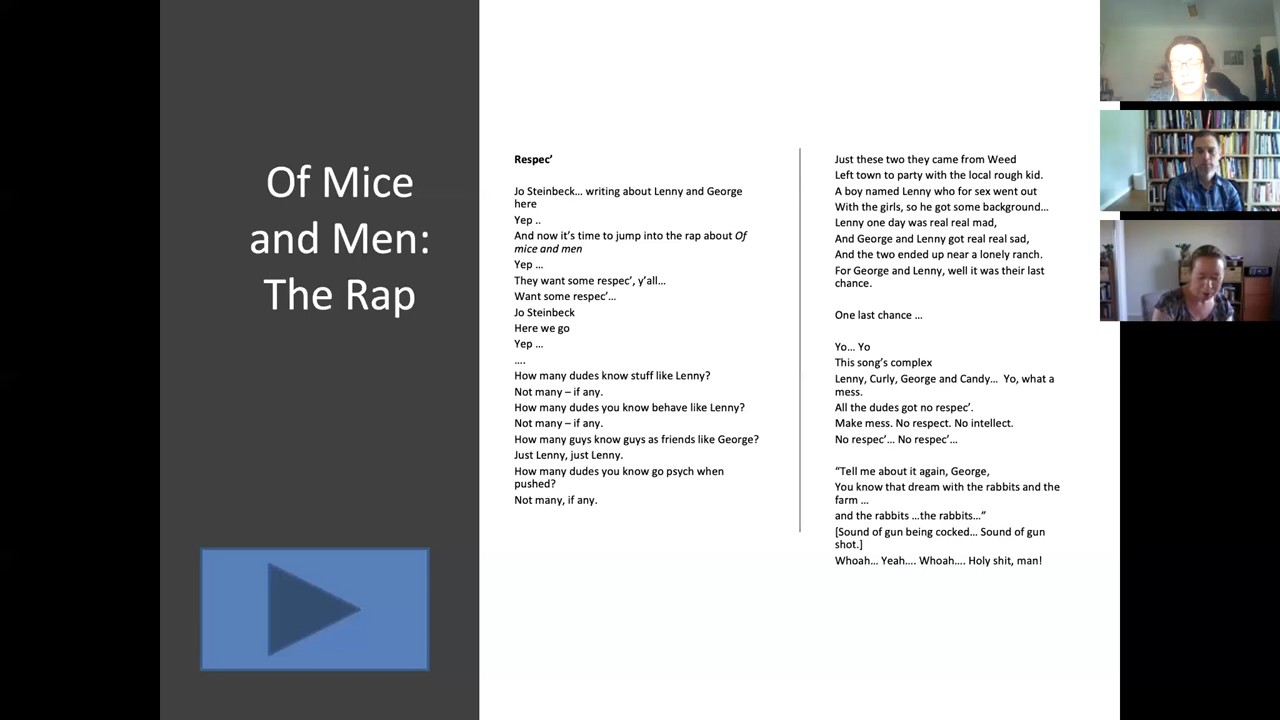 Of Mice
and Men:
The Rap
Respec’
Jo Steinbeck… writing about Lenny and George
here
Yep ..
And now it’s time to jump into the rap about Of
mice and men
Yep …
They want some respec’, y’all…
Want some respec’…
Jo Steinbeck
Here we go
Yep …
….
How many dudes know stuff like Lenny?
Not many – if any.
How many dudes you know behave like Lenny?
Not many – if any.
How many guys know guys as friends like George?
Just Lenny, just Lenny.
How many dudes you know go psych when
pushed?
Not many, if any.
Just these two they came from Weed
Left town to party with the local rough kid.
A boy named Lenny who for sex went out
With the girls, so he got some background…
Lenny one day was real real mad,
And George and Lenny got real real sad,
And the two ended up near a lonely ranch.
For George and Lenny, well it was their last
chance.
One last chance …
Yo… Yo
This song’s complex
Lenny, Curly, George and Candy… Yo, what a
mess.
All the dudes got no respec’.
Make mess. No respect. No intellect.
No respec’… No respec’…
“Tell me about it again, George,
You know that dream with the rabbits and the
farm …
and the rabbits …the rabbits…”
[Sound of gun being cocked… Sound of gun
shot.]
Whoah… Yeah…. Whoah…. Holy shit, man!